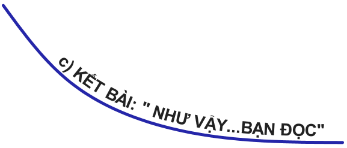 c) KẾT BÀI: " NHƯ VẬY...BẠN ĐỌC"